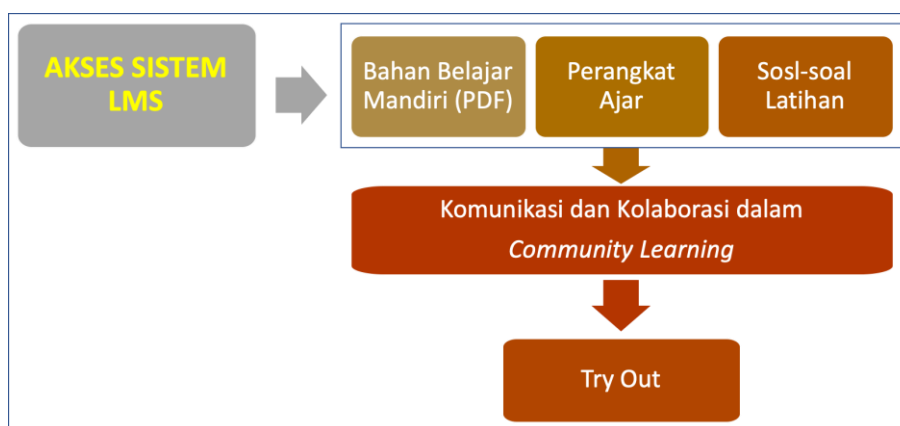 AKSES SISTEM
LMS
Bahan Belajar
Mandiri (PDF)
Perangkat
Ajar
Sosl-soal
Latihan
Komunikasi dan Kolaborasi dalam
Community Learning
Try Out